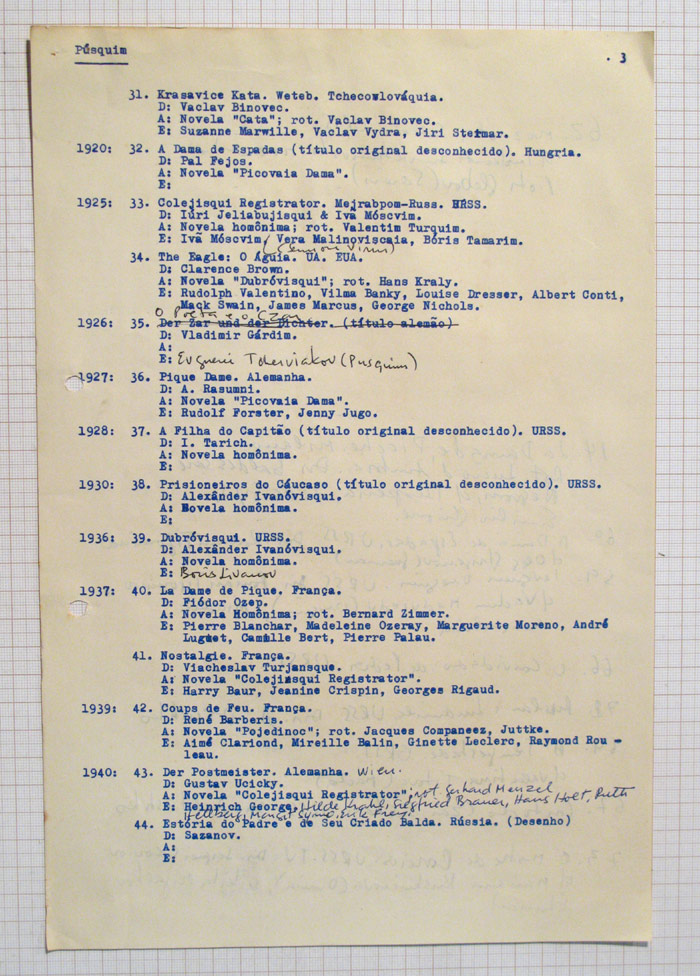 Púsquim
. 3
31. Krasavice Kata. Weteb. Tchecoslováquia.
D: Vaclav Binovec.
A: Novela "Cata"; rot. Vaclav Binovec.
E: Suzanne Marwille, Vaclav Vydra, Jiri Steimar.
1920: 32. A Dama de Espadas (título original desconhecido). Hungria.
D: Pal Fejos.
A: Novela "Picovaia Dama".
E:
1925: 33. Colejisqui Registrator. Mejrabpom-Russ. URSS.
D: Iúri Jeliabujisqui & Ivã Móscvim.
A: Novela homônima; rot. Valentim Turquim.
E: Ivã Móscvim, Vera Malinoviscaia, Bóris Tamarim.
34. The Eagle: O Águia. UA. EUA.
D: Clarence Brown.
A: Novela "Dubróvisqui"; rot. Hans Kraly.
E: Rudolph Valentino, Vilma Banky, Louise Dresser, Albert Conti,
Mack Swain, James Marcus, George Nichols.
O Poeta e o Czar
1926: 35. Der Zar und der Dichter. (título alemão)
D: Vladimir Gárdim.
A:
E: Evgueni Tcherviakov (Pusquim)
1927: 36. Pique Dame. Alemanha.
D: A. Rasumni.
A: Novela "Picovaia Dama".
E: Rudolf Forster, Jenny Jugo.
1928: 37. A Filha do Capitão (título original desconhecido). URSS.
D: I. Tarich.
A: Novela homônima.
E:
1930: 38. Prisioneiros do Cáucaso (título original desconhecido). URSS.
D: Alexânder Ivanóvisqui.
A: Novela homônima.
E:
1936: 39. Dubróvisqui. URSS.
D: Alexânder Ivanóvisqui.
A: Novela homônima.
E: Boris Livanov
1937: 40. La Dame de Pique. França.
D: Fiódor Ozep.
A: Novela Homônima; rot. Bernard Zimmer.
E: Pierre Blanchar, Madeleine Ozeray, Marguerite Moreno, André
Luguet, Camille Bert, Pierre Palau.
41. Nostalgie. França.
D: Viacheslav Turjansque.
A: Novela "Colejisqui Registrator".
E: Harry Baur, Jeanine Crispin, Georges Rigaud.
1939: 42. Coups de Feu. França.
D: René Barberis.
A: Novela "Pojedinoc"; rot. Jacques Companeez, Juttke.
E: Aimé Clariond, Mireille Balin, Ginette Leclerc, Raymond Rou -
leau.
1940: 43. Der Postmeister. Alemanha. Wien.
D: Gustav Ucicky.
A: Novela "Colejisqui Registrator"; rot. Gerhard Menzel
E: Heinrich George, Hilde Krahl, Siegfried Breuer, Hans Holt, Ruth
Hellberg, Margit Symo, Erik Frey.
44. Estória do Padre e de Seu Criado Balda. Rússia. (Desenho)
D: Sazanov.
A:
E: